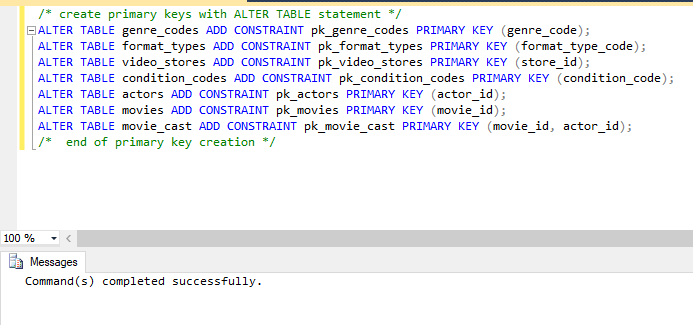 /* create primary keys with ALTER TABLE statement */
ALTER TABLE genre_codes ADD CONSTRAINT pk_genre_codes PRIMARY KEY (genre_code);
ALTER TABLE format_types ADD CONSTRAINT pk_format_types PRIMARY KEY (format_type_code);
ALTER TABLE video_stores ADD CONSTRAINT pk_video_stores PRIMARY KEY (store_id);
ALTER TABLE condition_codes ADD CONSTRAINT pk_condition_codes PRIMARY KEY (condition_code);
ALTER TABLE actors ADD CONSTRAINT pk_actors PRIMARY KEY (actor_id);
ALTER TABLE movies ADD CONSTRAINT pk_movies PRIMARY KEY (movie_id);
ALTER TABLE movie_cast ADD CONSTRAINT pk_movie_cast PRIMARY KEY (movie_id, actor_id);
/*  end of primary key creation */
100 %
Messages
Command(s) completed successfully.